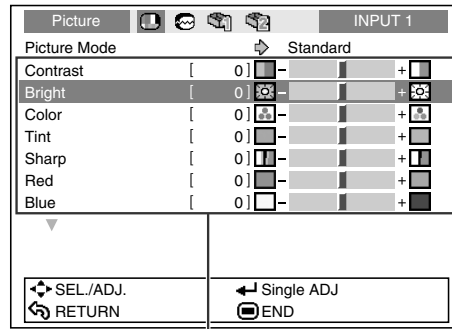 Picture INPUT 1
Picture Mode Standard
Contrast [ 0 ] - +
Bright [ 0 ] - +
Color [ 0 ] - +
Tint [ 0 ] - +
Sharp [ 0 ] - +
Red [ 0 ] - +
Blue [ 0 ] - +
SEL./ADJ. Single ADJ
RETURN END